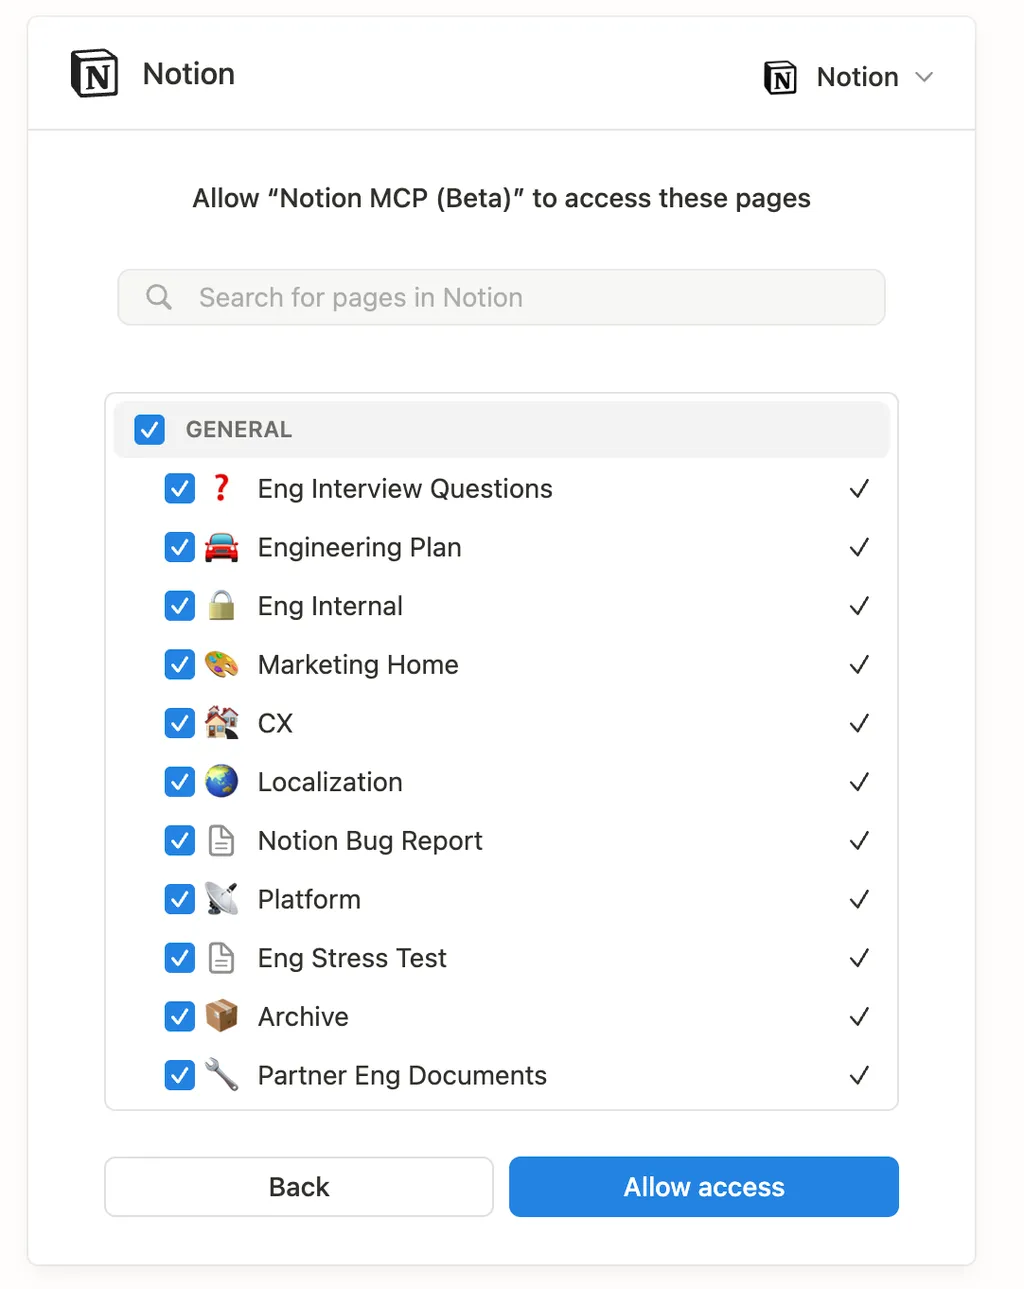 Notion
Notion
Allow “Notion MCP (Beta)” to access these pages
Search for pages in Notion
GENERAL
Eng Interview Questions
Engineering Plan
Eng Internal
Marketing Home
CX
Localization
Notion Bug Report
Platform
Eng Stress Test
Archive
Partner Eng Documents
Back
Allow access